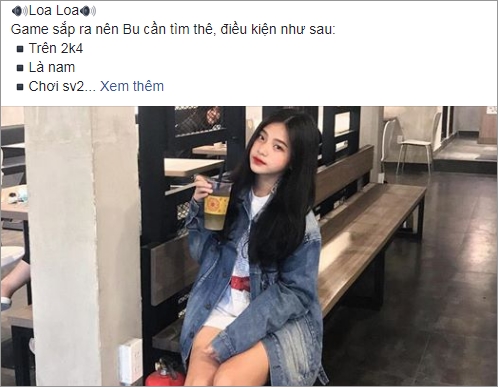 🔊Loa Loa🔊
Game sắp ra nên Bu cần tìm thê, điều kiện như sau:
▪Trên 2k4
▪Là nam
▪Chơi sv2... Xem thêm